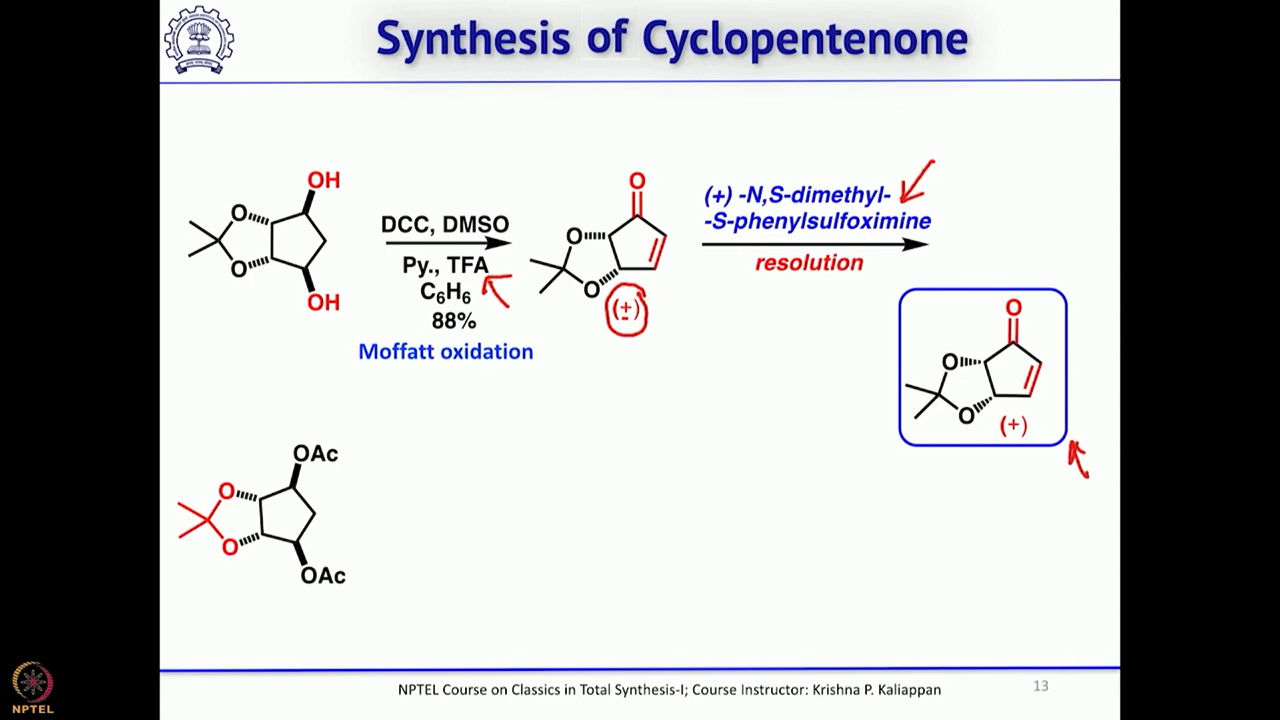 Synthesis of Cyclopentenone
OH
O
O
OH
DCC, DMSO
Py., TFA
C6H6
88%
Moffatt oxidation
O
O
O
(±)
(+) -N,S-dimethyl-
-S-phenylsulfoximine
resolution
O
O
O
(+)
OAc
O
O
OAc
NPTEL
NPTEL Course on Classics in Total Synthesis-I; Course Instructor: Krishna P. Kaliappan
13